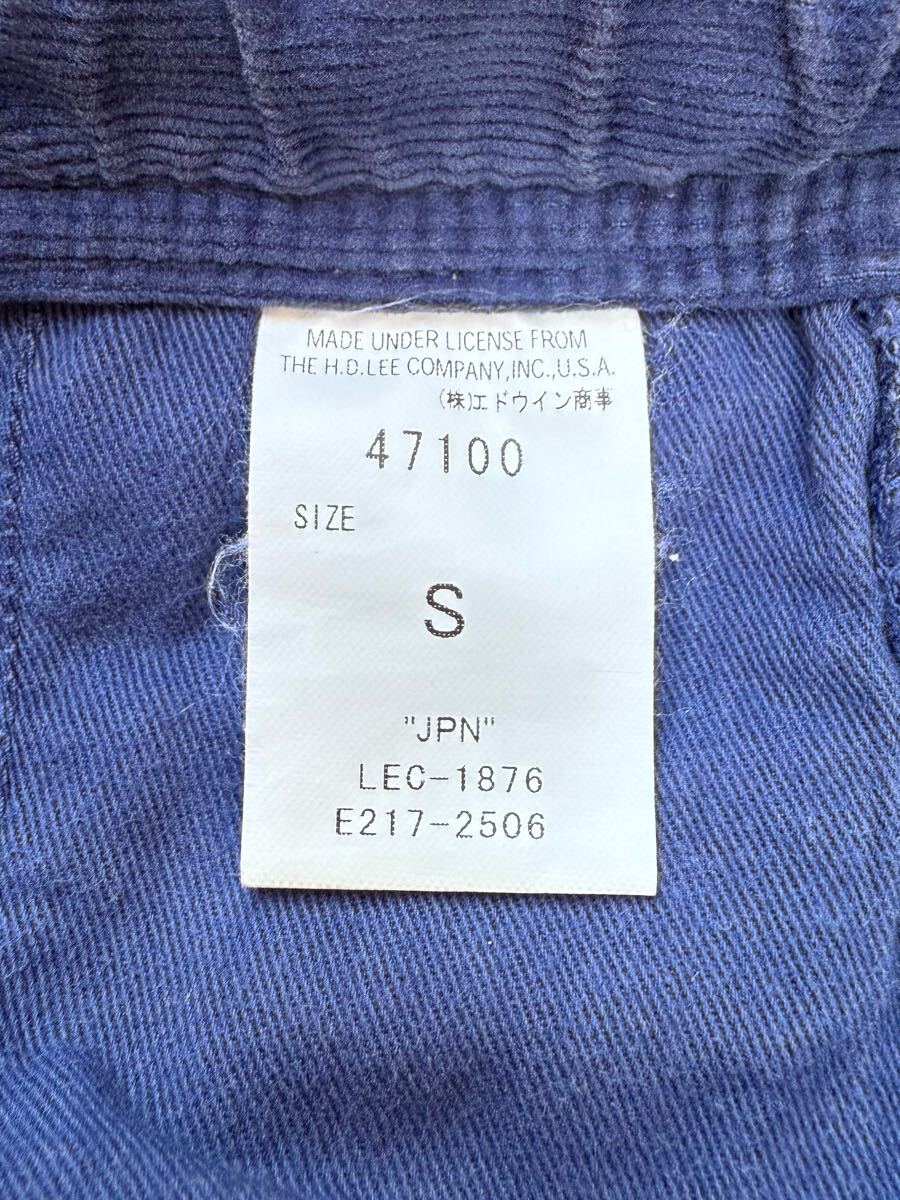 MADE UNDER LICENSE FROM
THE H.D.LEE COMPANY,INC.,U.S.A.
(株)エドウイン商事
47100
SIZE
S
"JPN"
LEC-1876
E217-2506